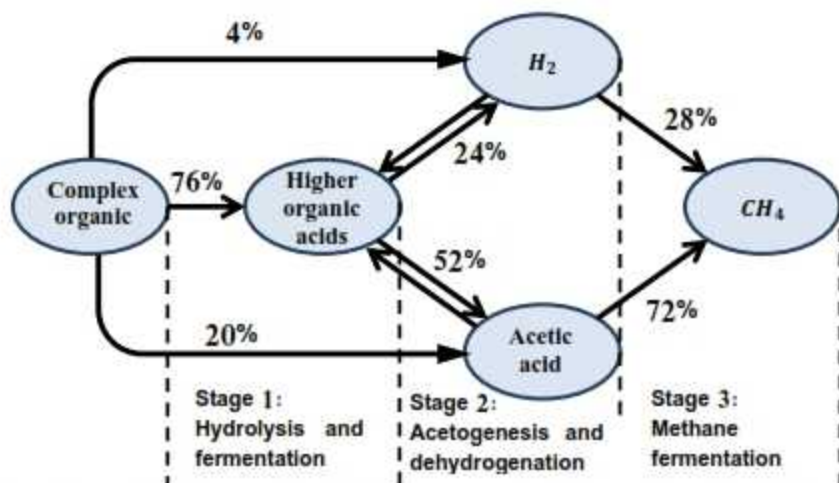 4%
H₂
28%
24%
Complex
organic
76%
Higher
organic
acids
CH₄
52%
72%
20%
Acetic
acid
Stage 1:
Hydrolysis and
fermentation
Stage 2:
Acetogenesis and
dehydrogenation
Stage 3:
Methane
fermentation